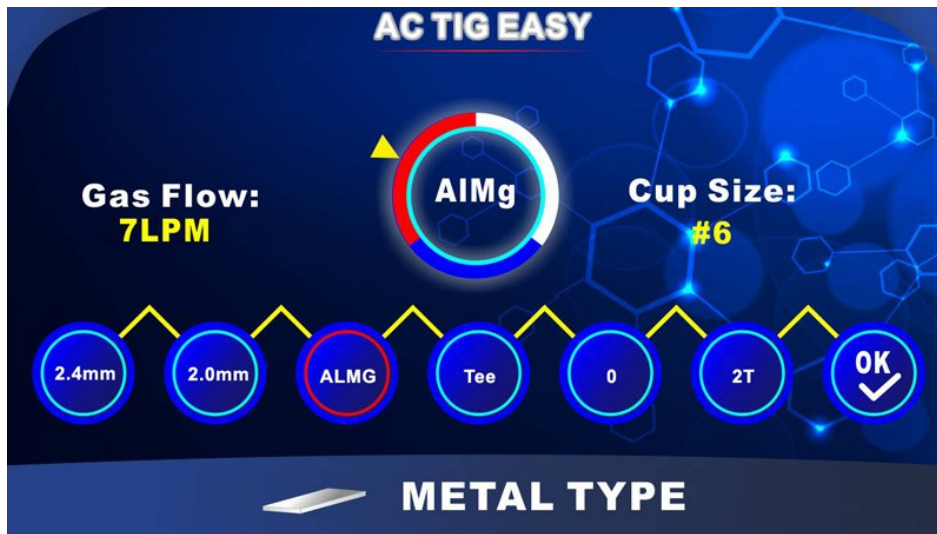 AC TIG EASY
AlMg
Gas Flow:
7LPM
Cup Size:
#6
2.4mm
2.0mm
ALMG
Tee
0
2T
OK
METAL TYPE